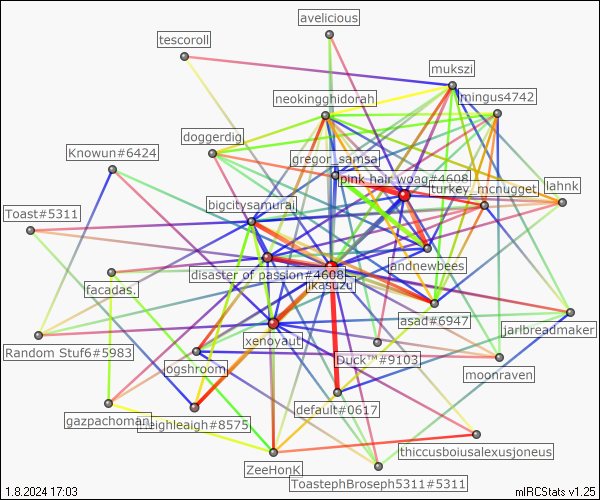 avelicious
tescoroll
mukszi
mingus4742
neokingghidorah
doggerdig
Knowun#6424
gregor_samsa
pink hair woag#4608
turkey_mcnugget
lahnk
Toast#5311
bigcitysamurai
andnewbees
disaster of passion#4608
ikasuzu
facadas.
asad#6947
jarlbreadmaker
xenoyaut
Random Stuf6#5983
Duck™#9103
moonraven
ogshroom
default#0617
gazpachoman
leighleaigh#8575
thiccusboiusalexusjoneus
ZeeHonK
ToastephBroseph5311#5311
1.8.2024 17:03
mIRCStats v1.25